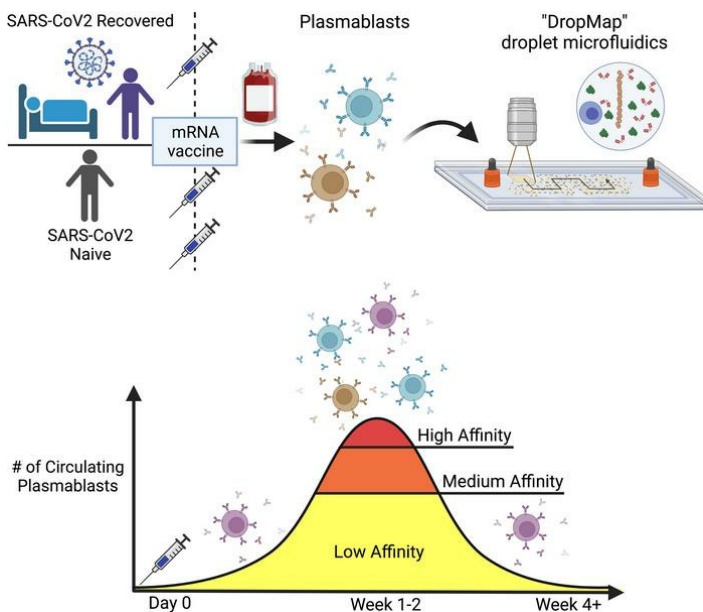 SARS-CoV2 Recovered
Plasmablasts
"DropMap"
droplet microfluidics
mRNA
vaccine
SARS-CoV2
Naive
High Affinity
# of Circulating
Plasmablasts
Medium Affinity
Low Affinity
Day 0
Week 1-2
Week 4+